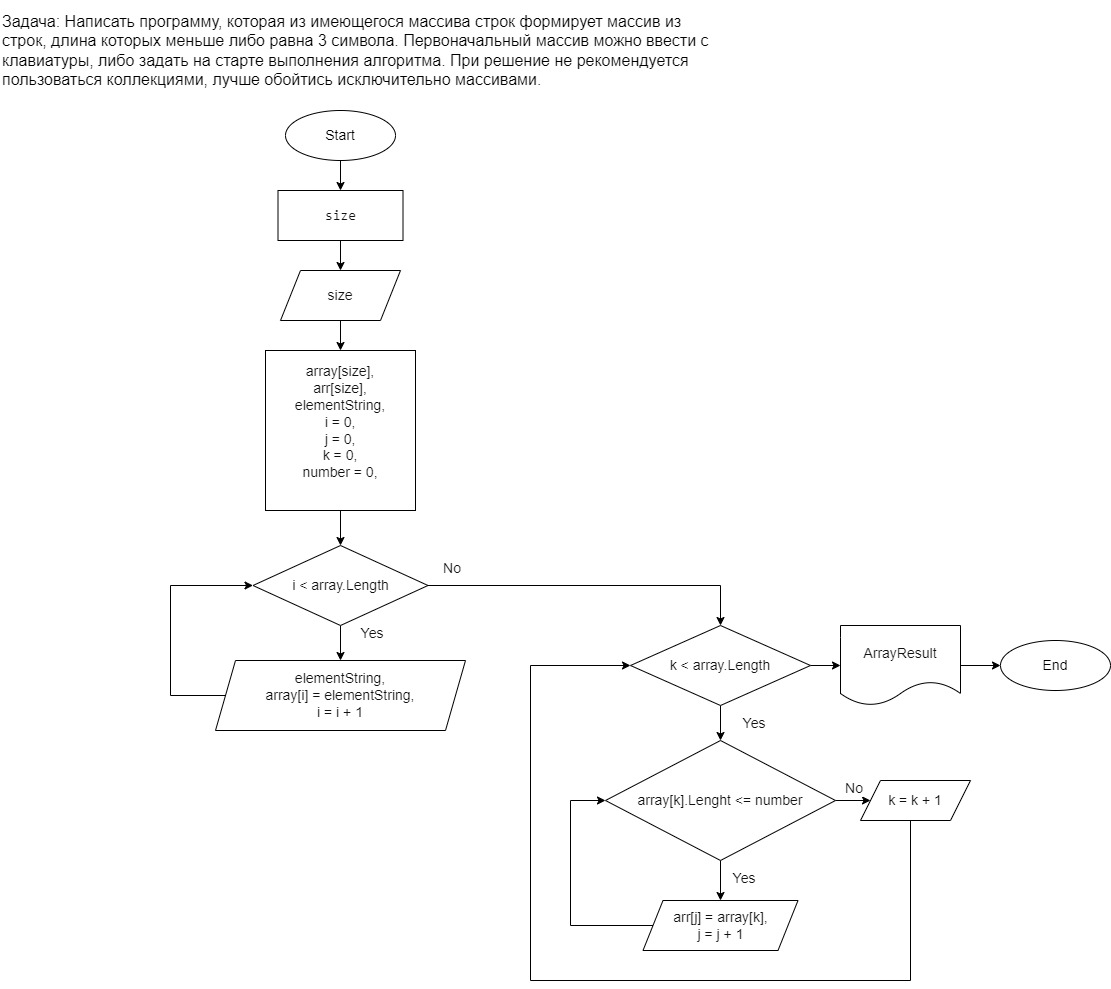 Задача: Написать программу, которая из имеющегося массива строк формирует массив из
строк, длина которых меньше либо равна 3 символа. Первоначальный массив можно ввести с
клавиатуры, либо задать на старте выполнения алгоритма. При решение не рекомендуется
пользоваться коллекциями, лучше обойтись исключительно массивами.
Start
size
size
array[size],
arr[size],
elementString,
i = 0,
j = 0,
k = 0,
number = 0,
i < array.Length
No
Yes
elementString,
array[i] = elementString,
i = i + 1
k < array.Length
ArrayResult
End
Yes
array[k].Lenght <= number
No
k = k + 1
Yes
arr[j] = array[k],
j = j + 1